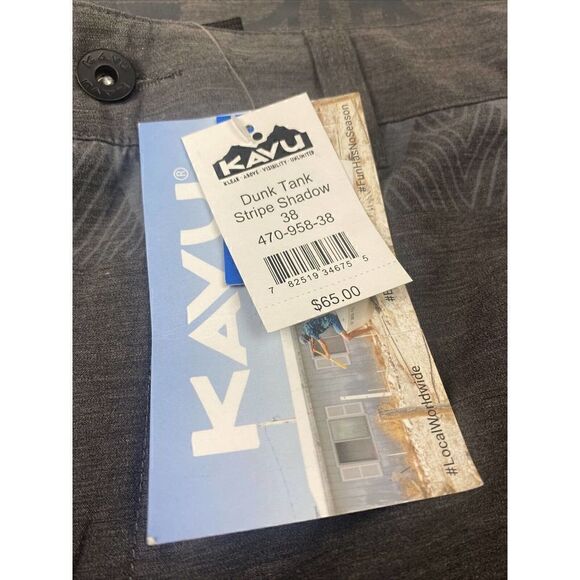 KAVU
KLEAR · ABOVE · VISIBILITY · UNLIMITED
Dunk Tank
Stripe Shadow
38
470-958-38
7 82519 34675 5
$65.00
KAVU®
#FunHasNoSeason
#LocalWorldwide